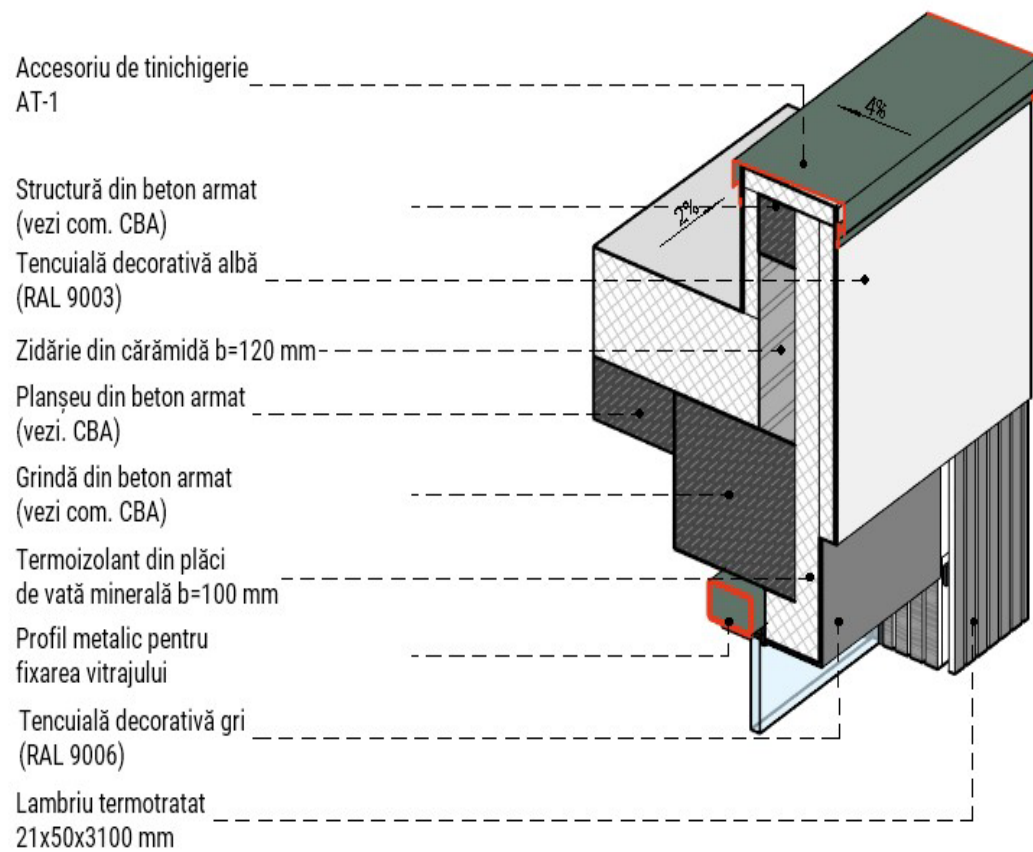 Accesoriu de tinichigerie
AT-1
4%
Structură din beton armat
(vezi com. CBA)
2%
Tencuială decorativă albă
(RAL 9003)
Zidărie din cărămidă b=120 mm
Planșeu din beton armat
(vezi. CBA)
Grindă din beton armat
(vezi com. CBA)
Termoizolant din plăci
de vată minerală b=100 mm
Profil metalic pentru
fixarea vitrajului
Tencuială decorativă gri
(RAL 9006)
Lambriu termotratat
21x50x3100 mm